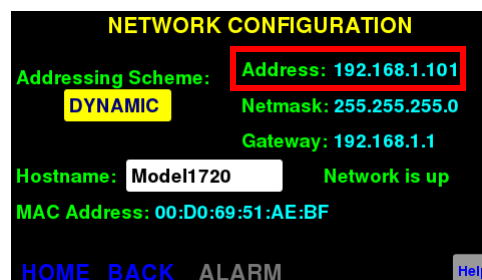 NETWORK CONFIGURATION
Addressing Scheme:
DYNAMIC
Address: 192.168.1.101
Netmask: 255.255.255.0
Gateway: 192.168.1.1
Hostname: Model1720
Network is up
MAC Address: 00:D0:69:51:AE:BF
HOME BACK ALARM
Help